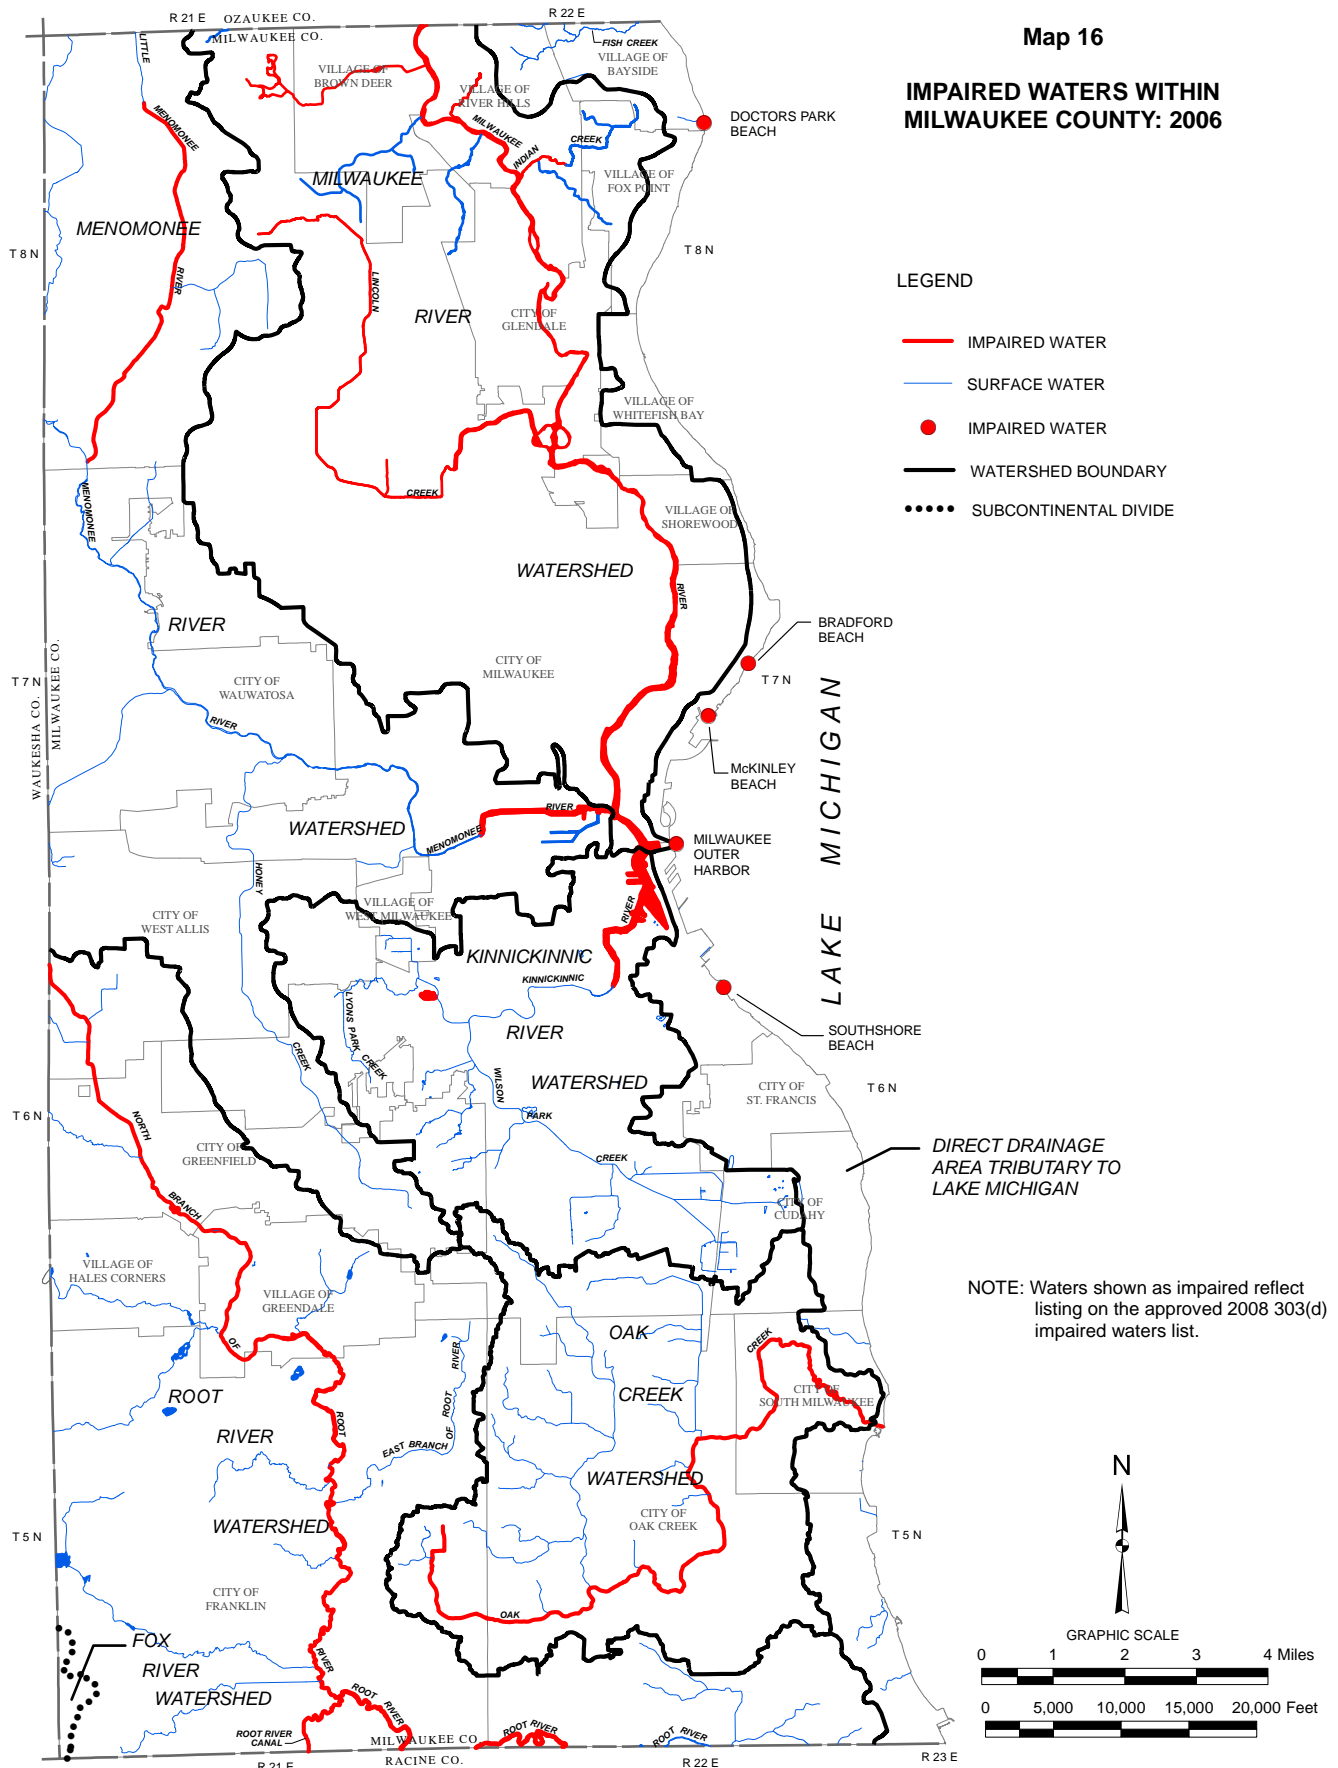 Map 16
IMPAIRED WATERS WITHIN
MILWAUKEE COUNTY: 2006
R 21 E
OZAUKEE CO.
MILWAUKEE CO.
R 22 E
LITTLE
MENOMONEE
RIVER
FISH CREEK
VILLAGE OF
BAYSIDE
VILLAGE OF
BROWN DEER
VILLAGE OF
RIVER HILLS
MILWAUKEE
INDIAN
CREEK
DOCTORS PARK
BEACH
VILLAGE OF
FOX POINT
MILWAUKEE
MENOMONEE
T 8 N
T 8 N
LINCOLN
RIVER
CITY OF
GLENDALE
VILLAGE OF
WHITEFISH BAY
CREEK
MENOMONEE
VILLAGE OF
SHOREWOOD
WATERSHED
RIVER
RIVER
CITY OF
MILWAUKEE
CITY OF
WAUWATOSA
RIVER
BRADFORD
BEACH
T 7 N
T 7 N
WAUKESHA CO.
MILWAUKEE CO.
McKINLEY
BEACH
LAKE MICHIGAN
WATERSHED
MENOMONEE
RIVER
MILWAUKEE
OUTER
HARBOR
HONEY
CREEK
CITY OF
WEST ALLIS
VILLAGE OF
WEST MILWAUKEE
RIVER
KINNICKINNIC
KINNICKINNIC
LYONS PARK
CREEK
RIVER
WATERSHED
WILSON
PARK
CREEK
SOUTHSHORE
BEACH
CITY OF
ST. FRANCIS
T 6 N
T 6 N
NORTH
BRANCH
OF
ROOT
RIVER
CITY OF
GREENFIELD
DIRECT DRAINAGE
AREA TRIBUTARY TO
LAKE MICHIGAN
CITY OF
CUDAHY
VILLAGE OF
HALES CORNERS
VILLAGE OF
GREENDALE
OAK
CREEK
WATERSHED
CREEK
CITY OF
SOUTH MILWAUKEE
ROOT
RIVER
WATERSHED
EAST BRANCH
OF ROOT
RIVER
CITY OF
OAK CREEK
T 5 N
T 5 N
CITY OF
FRANKLIN
OAK
FOX
RIVER
WATERSHED
ROOT RIVER
ROOT RIVER
CANAL
ROOT RIVER
ROOT RIVER
MILWAUKEE CO.
RACINE CO.
R 21 E
R 22 E
R 23 E
LEGEND
IMPAIRED WATER
SURFACE WATER
IMPAIRED WATER
WATERSHED BOUNDARY
SUBCONTINENTAL DIVIDE
NOTE: Waters shown as impaired reflect
listing on the approved 2008 303(d)
impaired waters list.
N
GRAPHIC SCALE
0 1 2 3 4 Miles
0 5,000 10,000 15,000 20,000 Feet